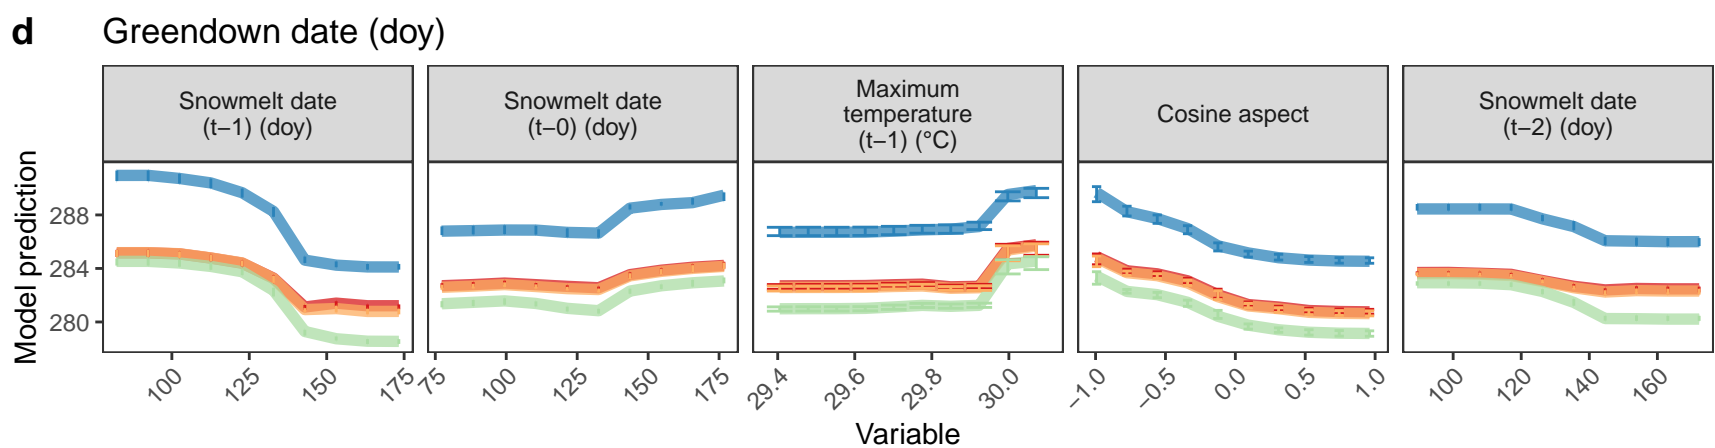 d Greendown date (doy)
Snowmelt date
(t−1) (doy)
Snowmelt date
(t−0) (doy)
Maximum
temperature
(t−1) (°C)
Cosine aspect
Snowmelt date
(t−2) (doy)
Model prediction
288
284
280
100 125 150 175
75 100 125 150 175
29.4 29.6 29.8 30.0
−1.0 −0.5 0.0 0.5 1.0
100 120 140 160
Variable